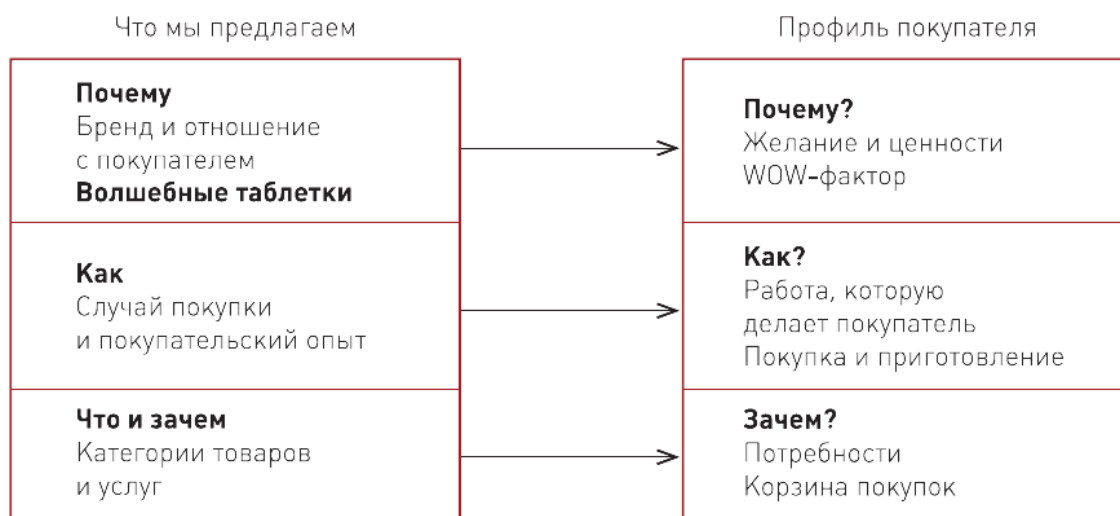 Что мы предлагаем
Почему
Бренд и отношение
с покупателем
Волшебные таблетки
Как
Случай покупки
и покупательский опыт
Что и зачем
Категории товаров
и услуг
Профиль покупателя
Почему?
Желание и ценности
WOW-фактор
Как?
Работа, которую
делает покупатель
Покупка и приготовление
Зачем?
Потребности
Корзина покупок